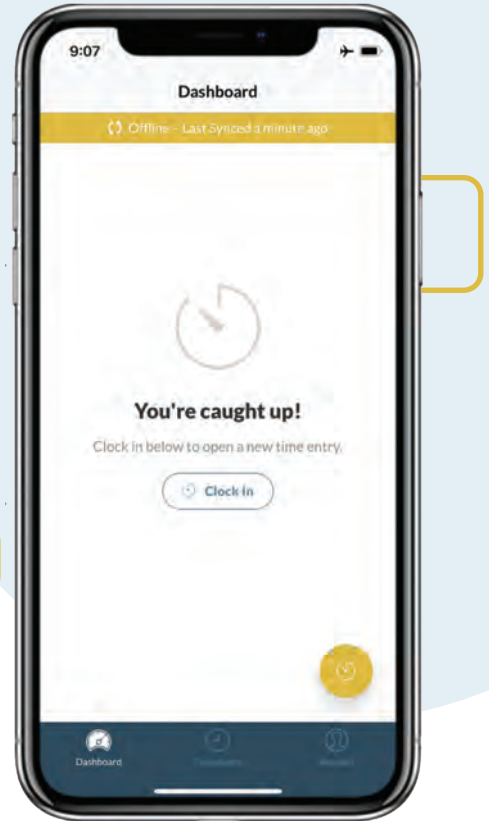 9:07
Dashboard
Offline - Last Synced a minute ago
You're caught up!
Clock in below to open a new time entry.
Clock In
Dashboard